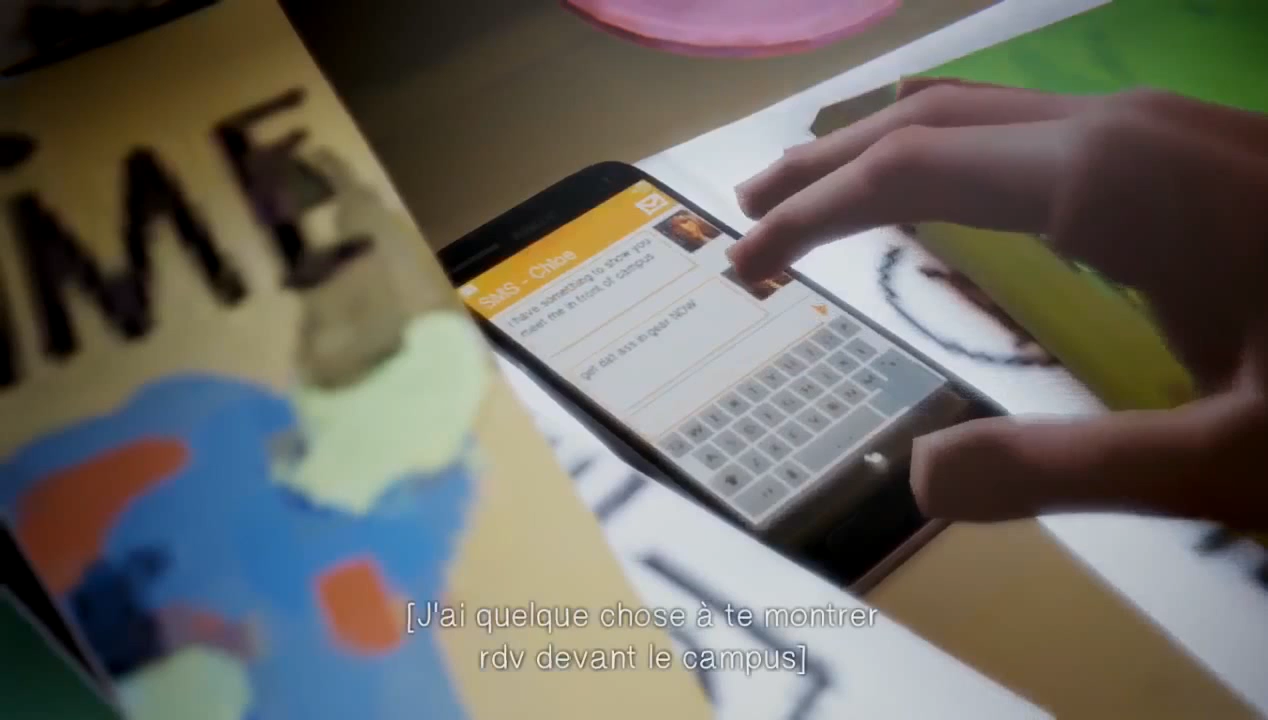 IME
SMS - Chloe
i have something to show you
meet me in front of campus
get dat ass in gear NOW
[J'ai quelque chose à te montrer
rdv devant le campus]